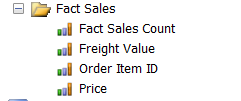 Fact Sales
Fact Sales Count
Freight Value
Order Item ID
Price